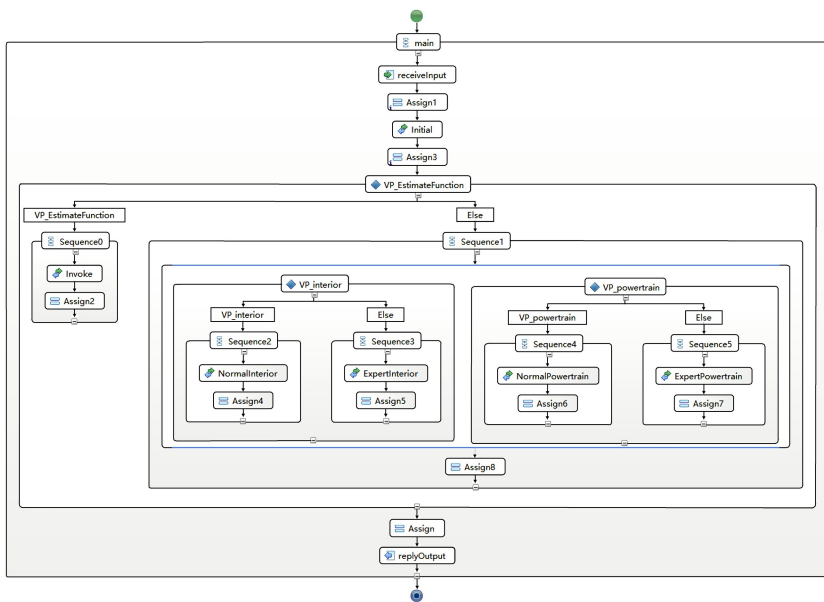 main
receiveInput
Assign1
Initial
Assign3
VP_EstimateFunction
VP_EstimateFunction
Else
Sequence0
Sequence1
Invoke
Assign2
VP_interior
VP_powertrain
VP_interior
Else
VP_powertrain
Else
Sequence2
Sequence3
Sequence4
Sequence5
NormalInterior
ExpertInterior
NormalPowertrain
ExpertPowertrain
Assign4
Assign5
Assign6
Assign7
Assign8
Assign
replyOutput